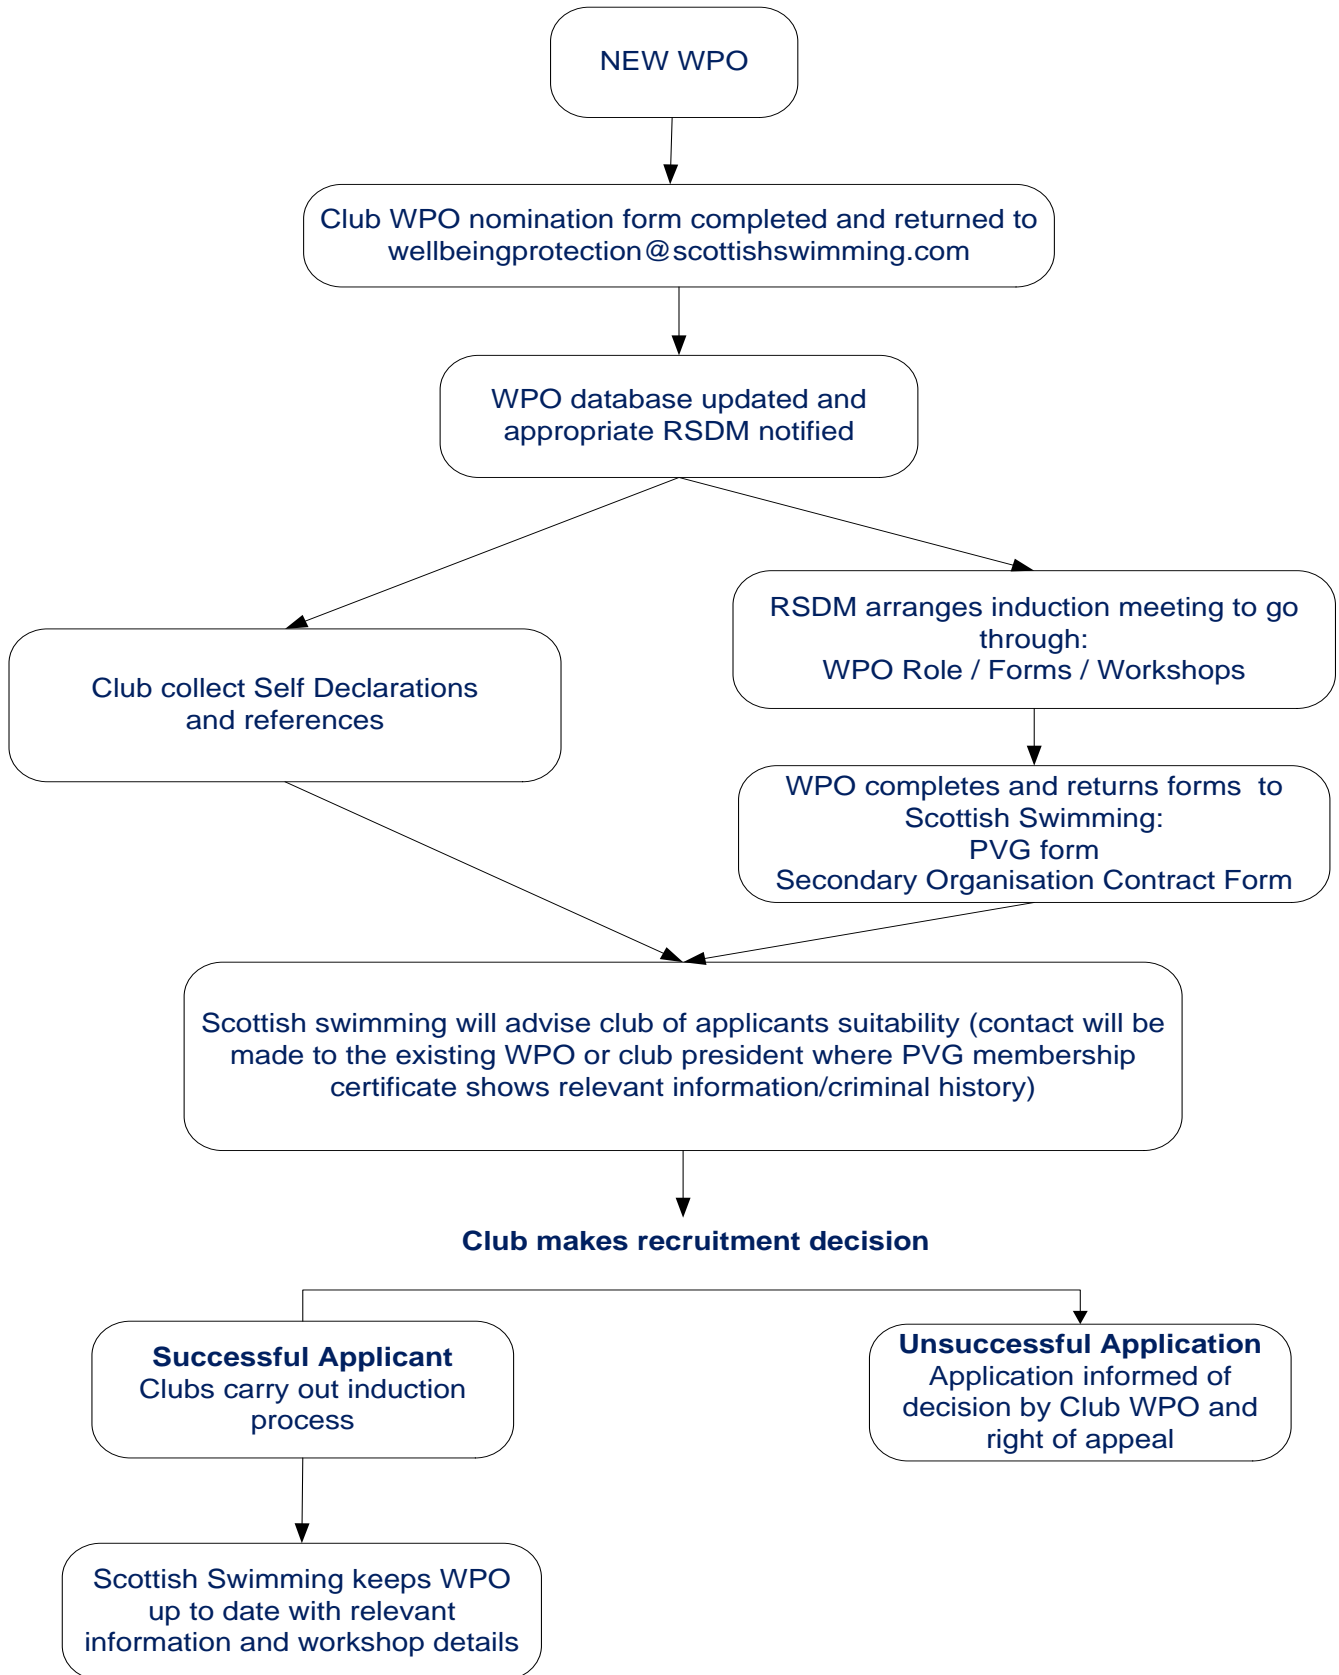 NEW WPO
Club WPO nomination form completed and returned to
wellbeingprotection@scottishswimming.com
WPO database updated and
appropriate RSDM notified
Club collect Self Declarations
and references
RSDM arranges induction meeting to go
through:
WPO Role / Forms / Workshops
WPO completes and returns forms  to
Scottish Swimming:
PVG form
Secondary Organisation Contract Form
Scottish swimming will advise club of applicants suitability (contact will be
made to the existing WPO or club president where PVG membership
certificate shows relevant information/criminal history)
Club makes recruitment decision
Successful Applicant
Clubs carry out induction
process
Unsuccessful Application
Application informed of
decision by Club WPO and
right of appeal
Scottish Swimming keeps WPO
up to date with relevant
information and workshop details